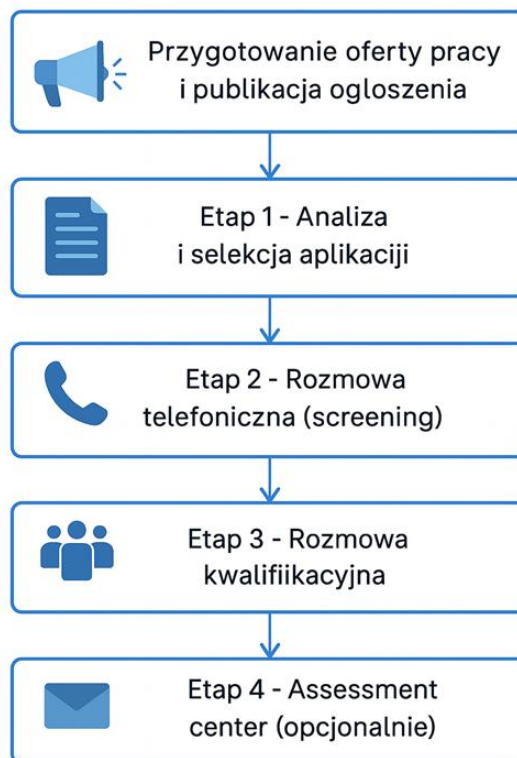 Przygotowanie oferty pracy
i publikacja ogloszenia
Etap 1 - Analiza
i selekcja aplikaciji
Etap 2 - Rozmowa
telefoniczna (screening)
Etap 3 - Rozmowa
kwalifiikacyjna
Etap 4 - Assessment
center (opcjonalnie)